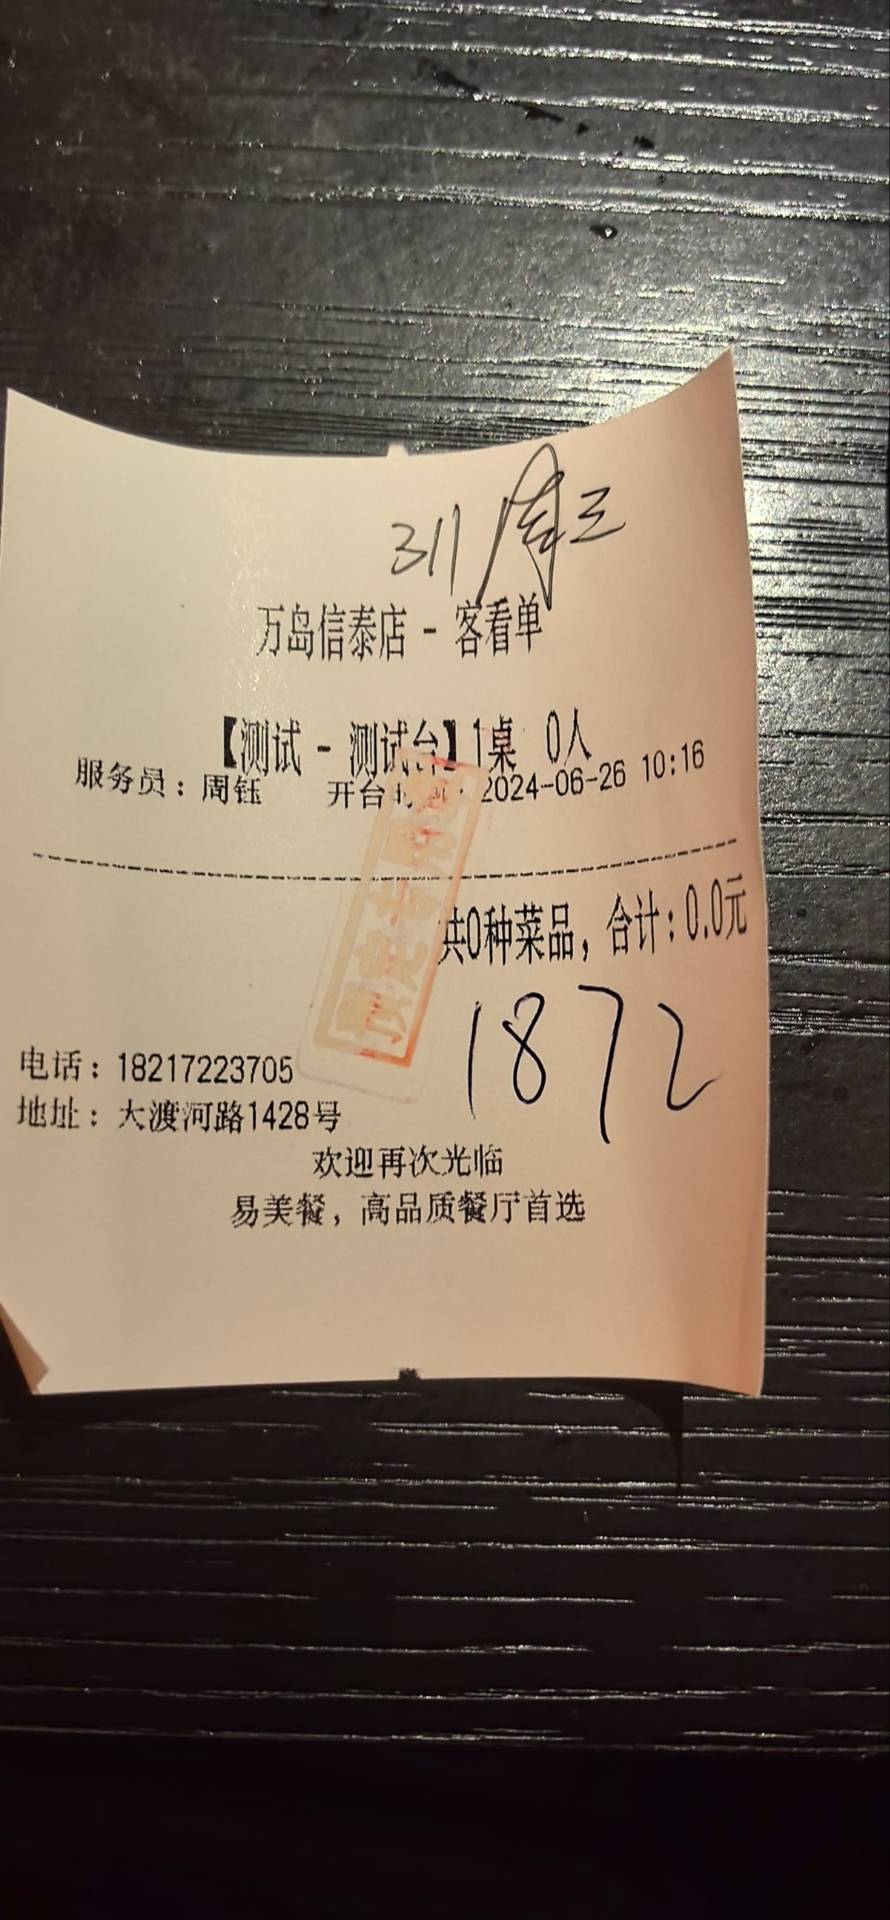 311 周三
万岛信泰店 - 客看单
【测试 - 测试台】1桌 0人
服务员：周钰 开台时间：2024-06-26 10:16
共0种菜品，合计：0.0元
1872
电话：18217223705
地址：大渡河路1428号
欢迎再次光临
易美餐，高品质餐厅首选